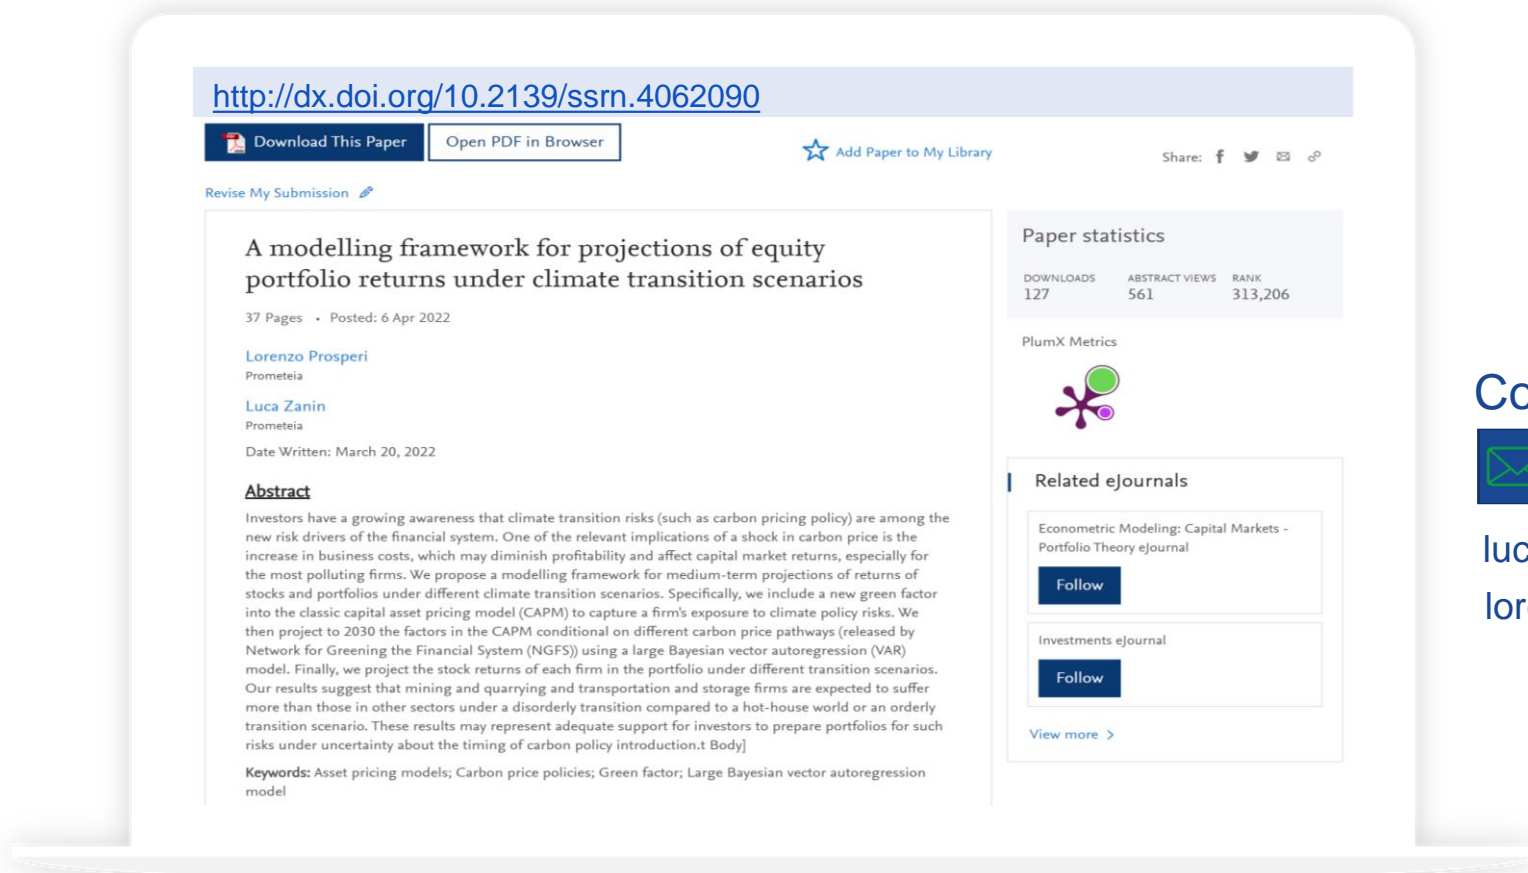 http://dx.doi.org/10.2139/ssrn.4062090
Download This Paper
Open PDF in Browser
Add Paper to My Library
Share:
Revise My Submission
A modelling framework for projections of equity
portfolio returns under climate transition scenarios
37 Pages • Posted: 6 Apr 2022
Lorenzo Prosperi
Prometeia
Luca Zanin
Prometeia
Date Written: March 20, 2022
Abstract
Investors have a growing awareness that climate transition risks (such as carbon pricing policy) are among the
new risk drivers of the financial system. One of the relevant implications of a shock in carbon price is the
increase in business costs, which may diminish profitability and affect capital market returns, especially for
the most polluting firms. We propose a modelling framework for medium-term projections of returns of
stocks and portfolios under different climate transition scenarios. Specifically, we include a new green factor
into the classic capital asset pricing model (CAPM) to capture a firm's exposure to climate policy risks. We
then project to 2030 the factors in the CAPM conditional on different carbon price pathways (released by
Network for Greening the Financial System (NGFS)) using a large Bayesian vector autoregression (VAR)
model. Finally, we project the stock returns of each firm in the portfolio under different transition scenarios.
Our results suggest that mining and quarrying and transportation and storage firms are expected to suffer
more than those in other sectors under a disorderly transition compared to a hot-house world or an orderly
transition scenario. These results may represent adequate support for investors to prepare portfolios for such
risks under uncertainty about the timing of carbon policy introduction.t Body]
Keywords: Asset pricing models; Carbon price policies; Green factor; Large Bayesian vector autoregression
model
Paper statistics
DOWNLOADS ABSTRACT VIEWS RANK
127 561 313,206
PlumX Metrics
Related eJournals
Econometric Modeling: Capital Markets -
Portfolio Theory eJournal
Follow
Investments eJournal
Follow
View more >